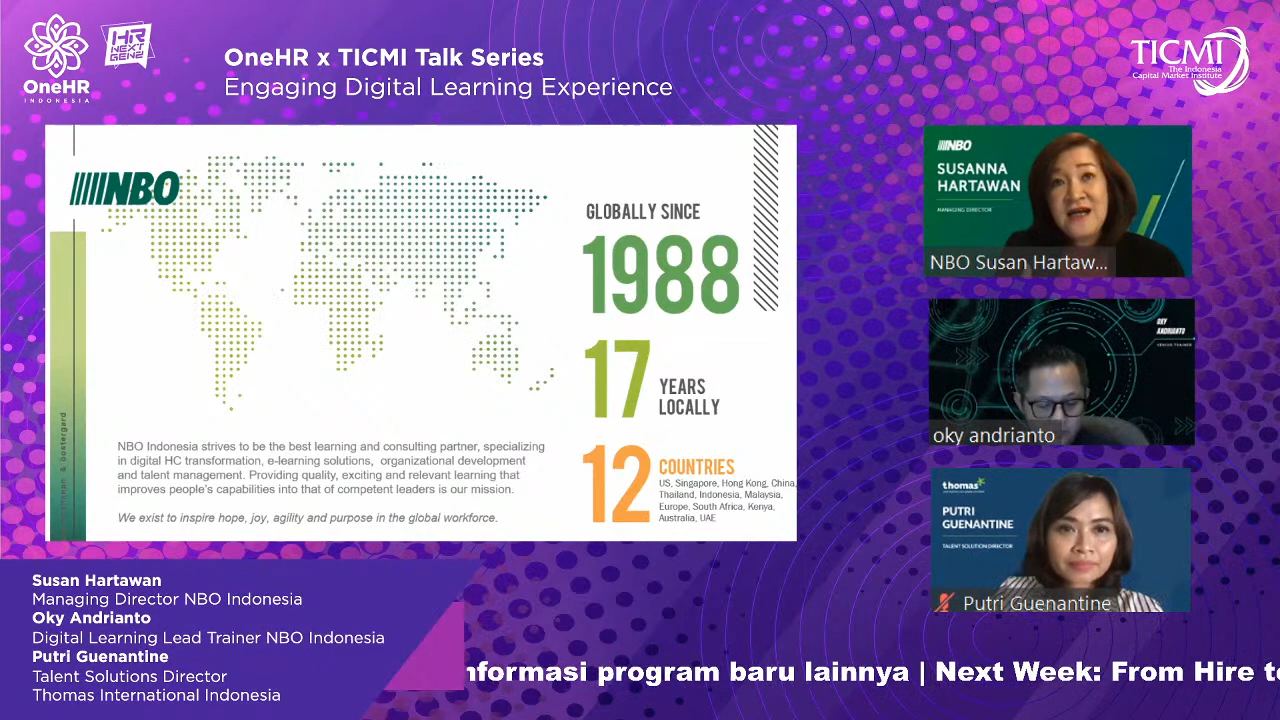 OneHR
INDONESIA
HR
NEXT
GEN
OneHR x TICMI Talk Series
Engaging Digital Learning Experience
TICMI
The Indonesia
Capital Market Institute
NBO
GLOBALLY SINCE
1988
17
YEARS
LOCALLY
12
COUNTRIES
US, Singapore, Hong Kong, China,
Thailand, Indonesia, Malaysia,
Europe, South Africa, Kenya,
Australia, UAE
NBO Indonesia strives to be the best learning and consulting partner, specializing
in digital HC transformation, e-learning solutions, organizational development
and talent management. Providing quality, exciting and relevant learning that
improves people's capabilities into that of competent leaders is our mission.
We exist to inspire hope, joy, agility and purpose in the global workforce.
NBO
SUSANNA
HARTAWAN
MANAGING DIRECTOR
NBO Susan Hartaw...
OKY
ANDRIANTO
SENIOR TRAINER
oky andrianto
thomas
PUTRI
GUENANTINE
TALENT SOLUTION DIRECTOR
Putri Guenantine
Susan Hartawan
Managing Director NBO Indonesia
Oky Andrianto
Digital Learning Lead Trainer NBO Indonesia
Putri Guenantine
Talent Solutions Director
Thomas International Indonesia
nformasi program baru lainnya | Next Week: From Hire to